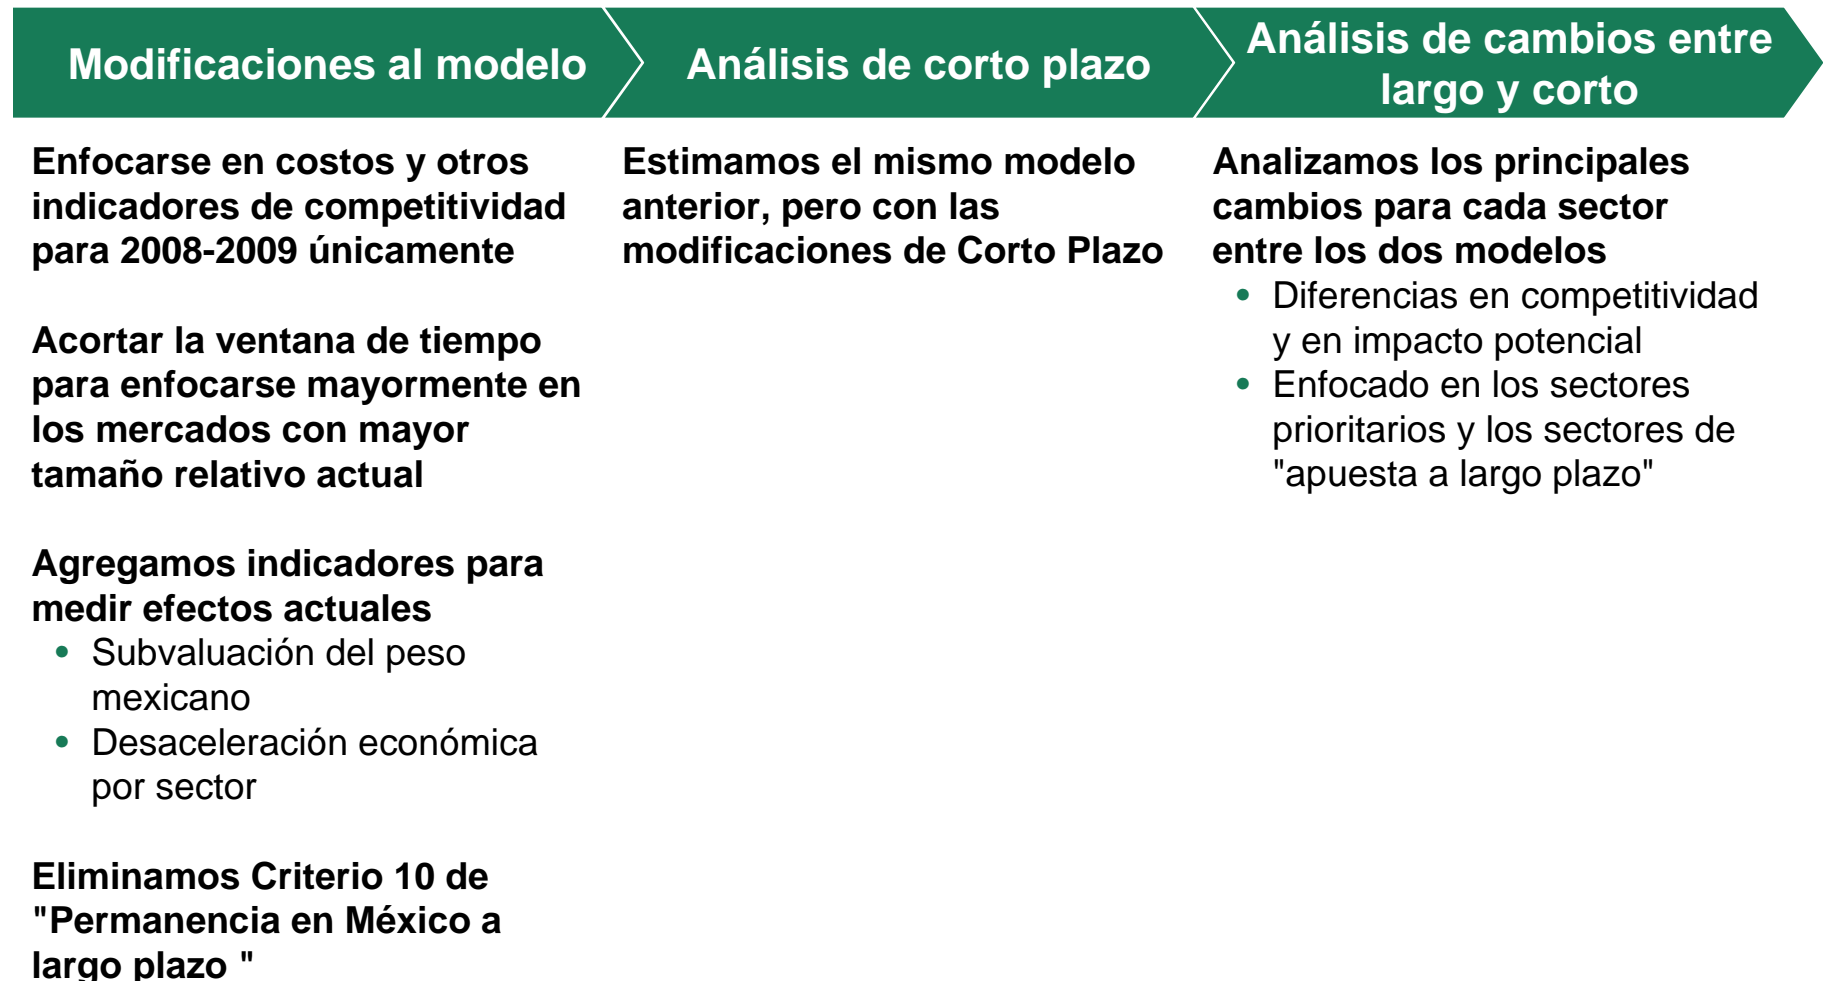 Modificaciones al modelo
Análisis de corto plazo
Análisis de cambios entre
largo y corto
Enfocarse en costos y otros
indicadores de competitividad
para 2008-2009 únicamente
Acortar la ventana de tiempo
para enfocarse mayormente en
los mercados con mayor
tamaño relativo actual
Agregamos indicadores para
medir efectos actuales
• Subvaluación del peso
mexicano
• Desaceleración económica
por sector
Eliminamos Criterio 10 de
"Permanencia en México a
largo plazo "
Estimamos el mismo modelo
anterior, pero con las
modificaciones de Corto Plazo
Analizamos los principales
cambios para cada sector
entre los dos modelos
• Diferencias en competitividad
y en impacto potencial
• Enfocado en los sectores
prioritarios y los sectores de
"apuesta a largo plazo"